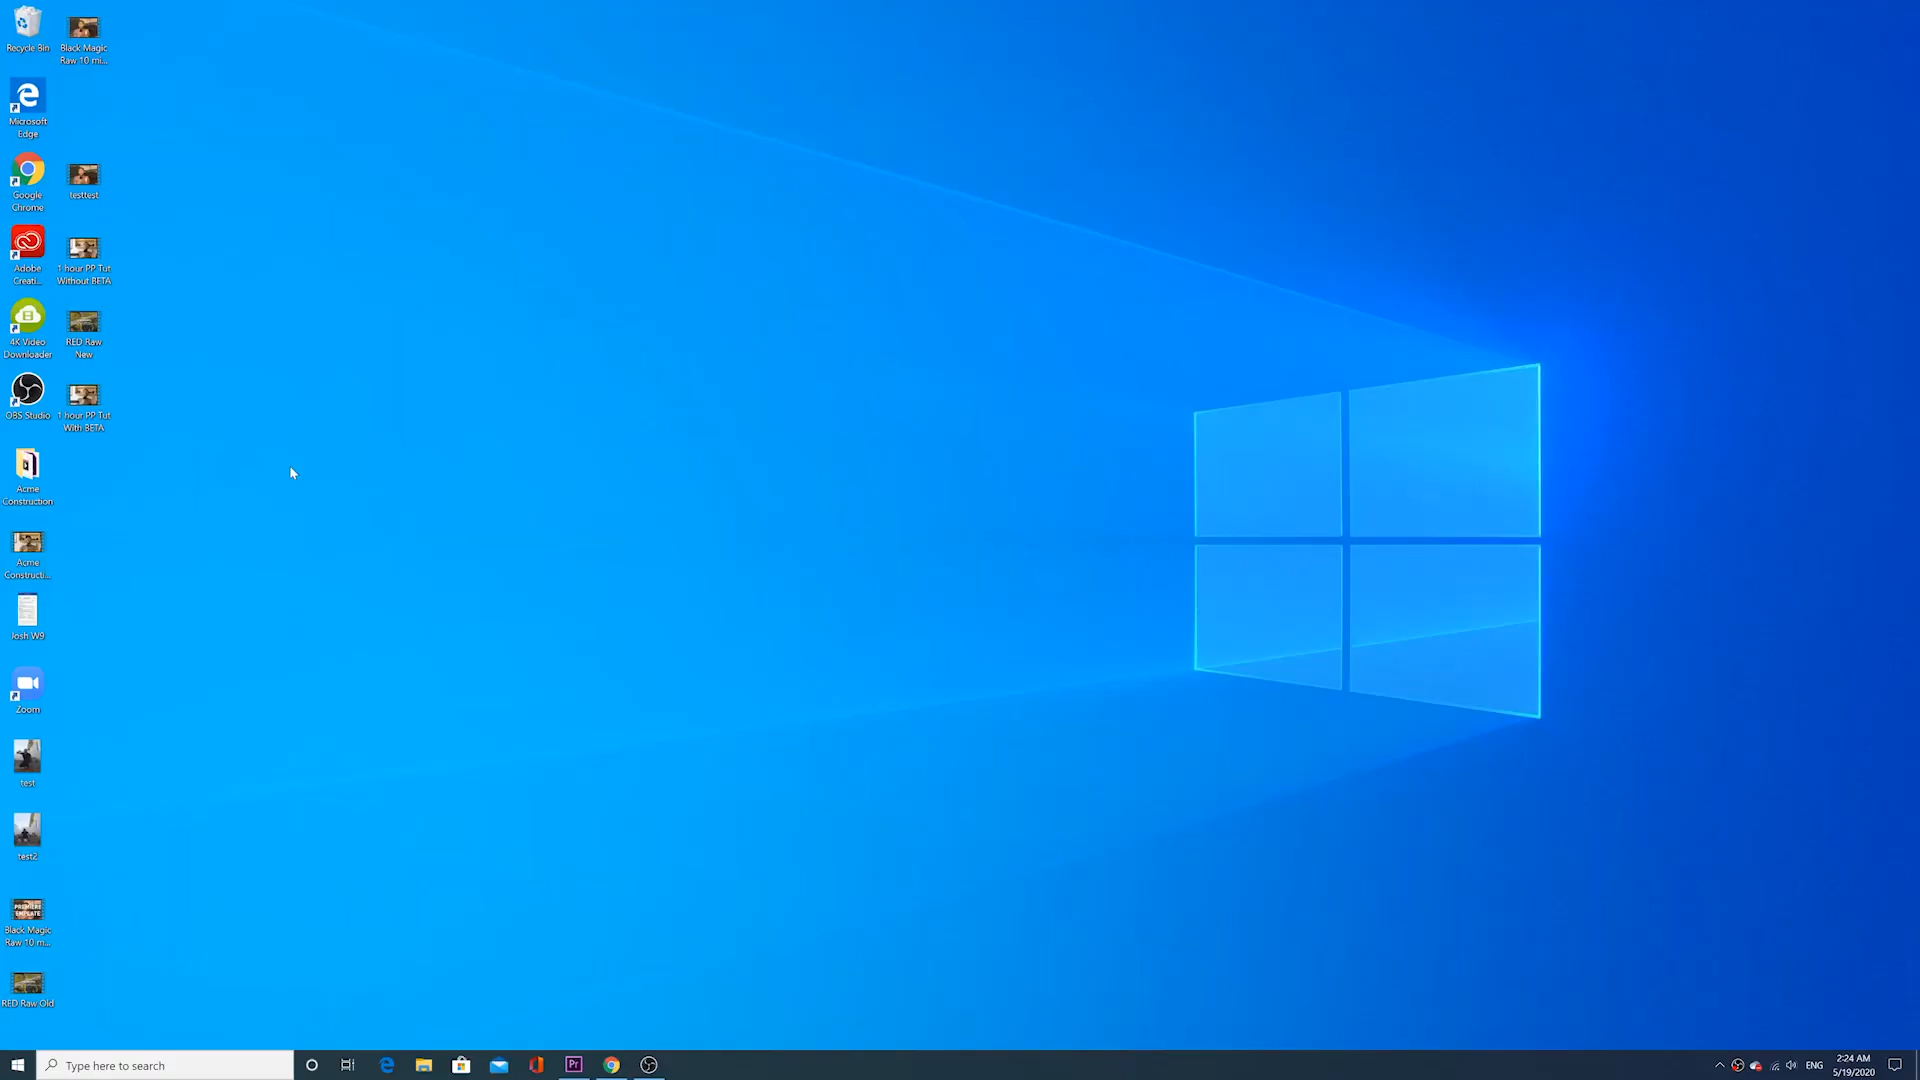 Recycle Bin
Black Magic
Raw 10 mi...
Microsoft
Edge
Google
Chrome
testtest
Adobe
Creati...
1 hour PP Tut
Without BETA
4K Video
Downloader
RED Raw
New
OBS Studio
1 hour PP Tut
With BETA
Acme
Construction
Acme
Constructi...
Josh W9
Zoom
test
test2
PREMIERE
TEMPLATE
Black Magic
Raw 10 m...
RED Raw Old
Type here to search
Pr
ENG
2:24 AM
5/19/2020